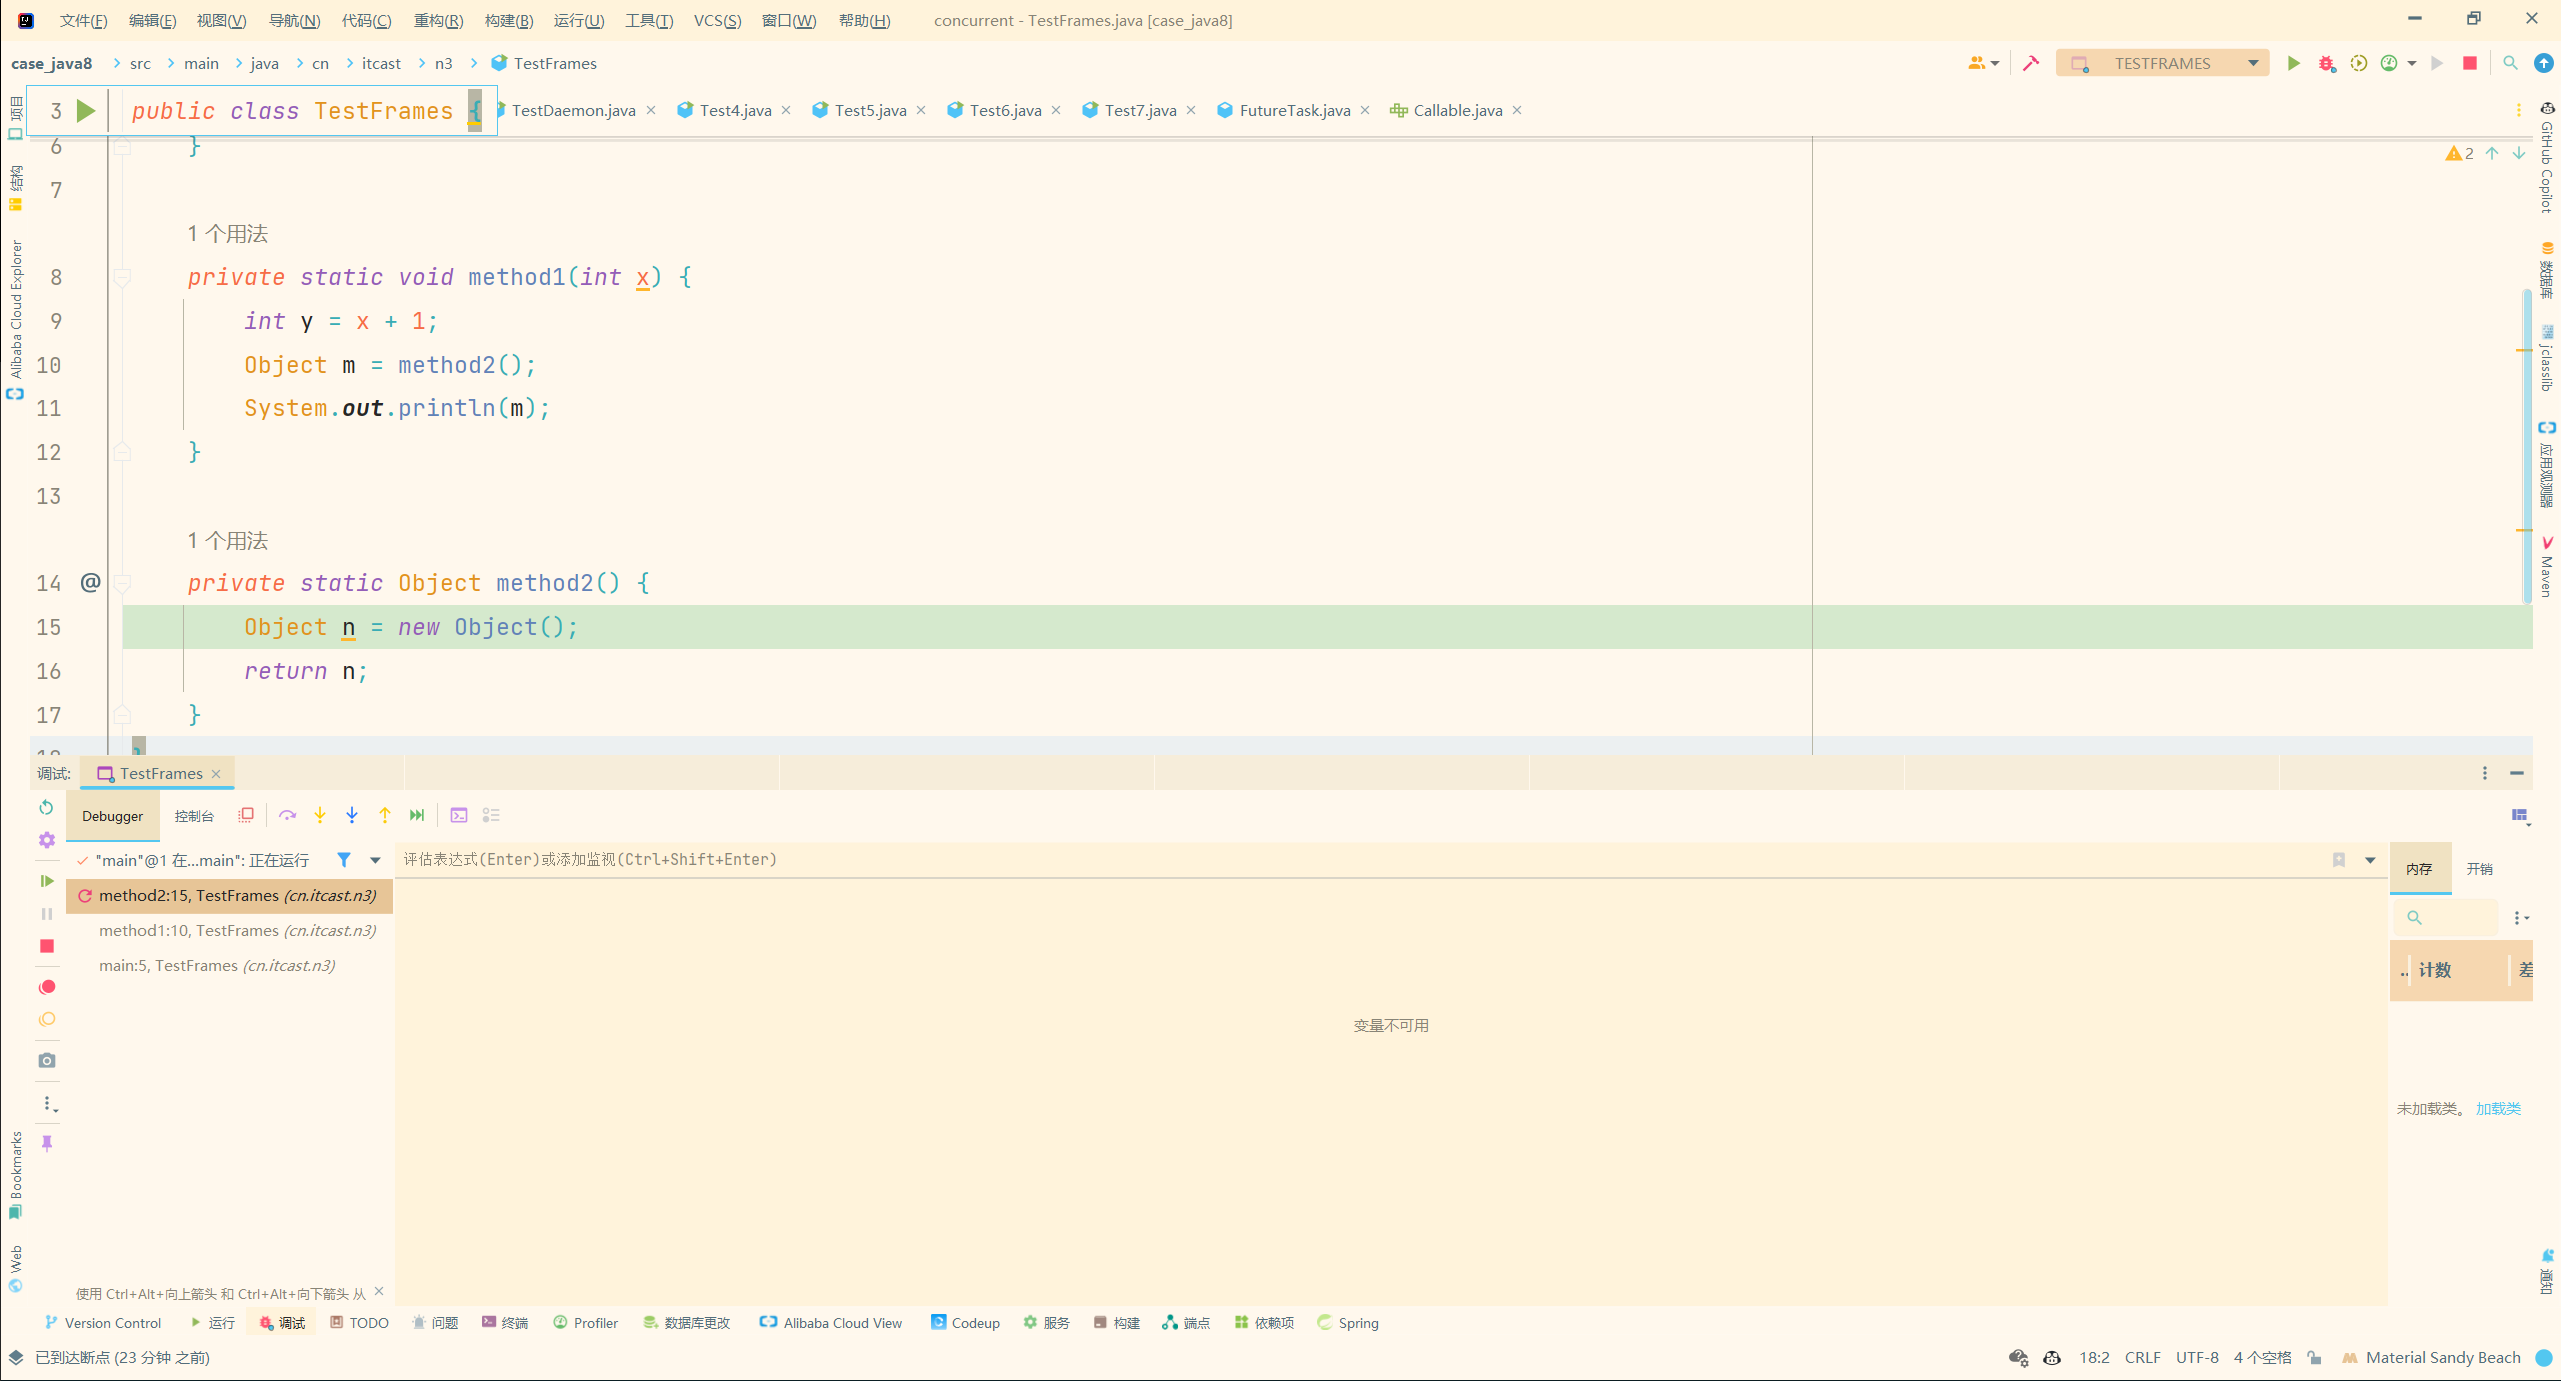 文件(F) 编辑(E) 视图(V) 导航(N) 代码(C) 重构(R) 构建(B) 运行(U) 工具(T) VCS(S) 窗口(W) 帮助(H) concurrent - TestFrames.java [case_java8]
case_java8 src main java cn itcast n3 TestFrames TESTFRAMES
3 public class TestFrames {
TestDaemon.java Test4.java Test5.java Test6.java Test7.java FutureTask.java Callable.java
6 }
2
7
1 个用法
8 private static void method1(int x) {
9 int y = x + 1;
10 Object m = method2();
11 System.out.println(m);
12 }
13
1 个用法
14 @ private static Object method2() {
15 Object n = new Object();
16 return n;
17 }
18 }
项目
结构
Alibaba Cloud Explorer
Bookmarks
Web
GitHub Copilot
数据库
jclasslib
应用观测器
Maven
通知
调试: TestFrames
Debugger 控制台
"main"@1 在...main": 正在运行
评估表达式(Enter)或添加监视(Ctrl+Shift+Enter)
method2:15, TestFrames (cn.itcast.n3)
method1:10, TestFrames (cn.itcast.n3)
main:5, TestFrames (cn.itcast.n3)
变量不可用
内存 开销
.. 计数 差
未加载类。 加载类
使用 Ctrl+Alt+向上箭头 和 Ctrl+Alt+向下箭头 从
Version Control 运行 调试 TODO 问题 终端 Profiler 数据库更改 Alibaba Cloud View Codeup 服务 构建 端点 依赖项 Spring
已到达断点 (23 分钟 之前) 18:2 CRLF UTF-8 4 个空格 Material Sandy Beach